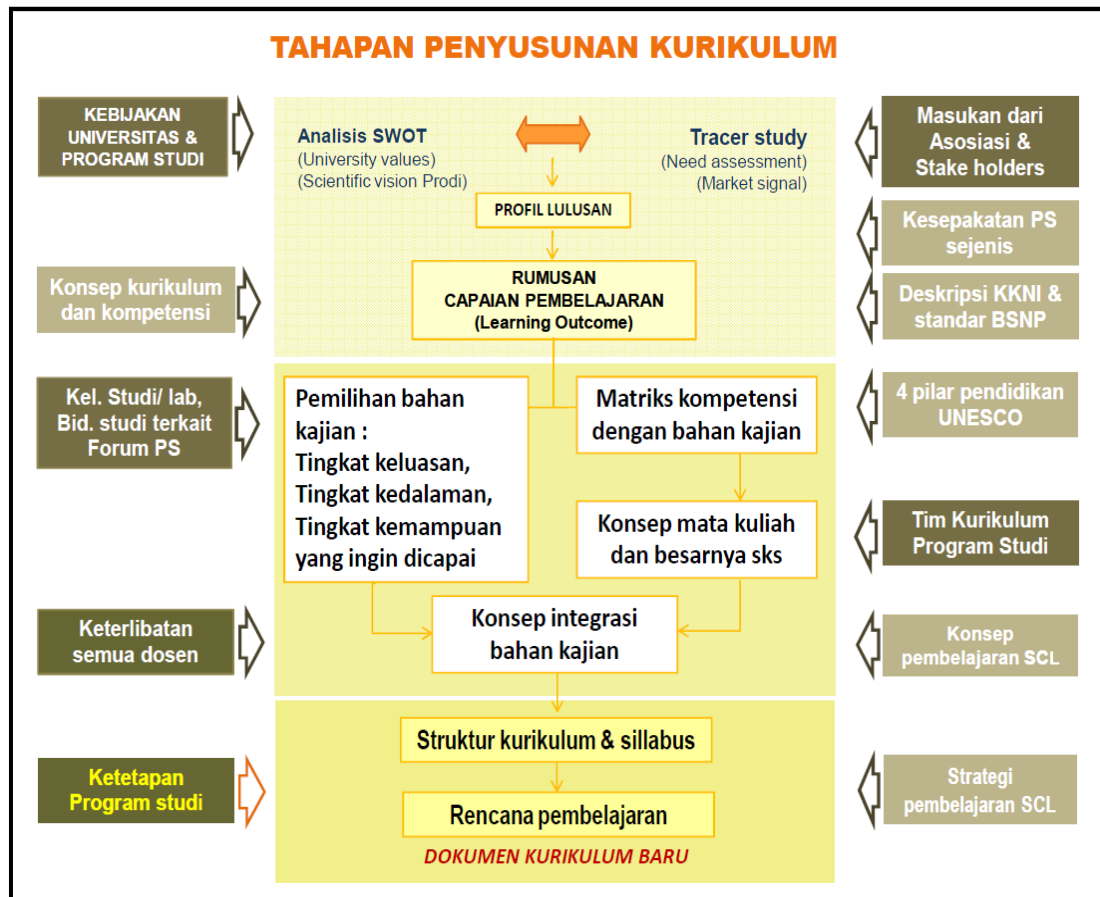 TAHAPAN PENYUSUNAN KURIKULUM
KEBIJAKAN
UNIVERSITAS &
PROGRAM STUDI
Analisis SWOT
(University values)
(Scientific vision Prodi)
Tracer study
(Need assessment)
(Market signal)
Masukan dari
Asosiasi &
Stake holders
PROFIL LULUSAN
Kesepakatan PS
sejenis
Konsep kurikulum
dan kompetensi
RUMUSAN
CAPAIAN PEMBELAJARAN
(Learning Outcome)
Deskripsi KKNI &
standar BSNP
Kel. Studi/ lab,
Bid. studi terkait
Forum PS
Pemilihan bahan
kajian :
Tingkat keluasan,
Tingkat kedalaman,
Tingkat kemampuan
yang ingin dicapai
Matriks kompetensi
dengan bahan kajian
4 pilar pendidikan
UNESCO
Konsep mata kuliah
dan besarnya sks
Tim Kurikulum
Program Studi
Keterlibatan
semua dosen
Konsep integrasi
bahan kajian
Konsep
pembelajaran SCL
Struktur kurikulum & sillabus
Ketetapan
Program studi
Rencana pembelajaran
Strategi
pembelajaran SCL
DOKUMEN KURIKULUM BARU